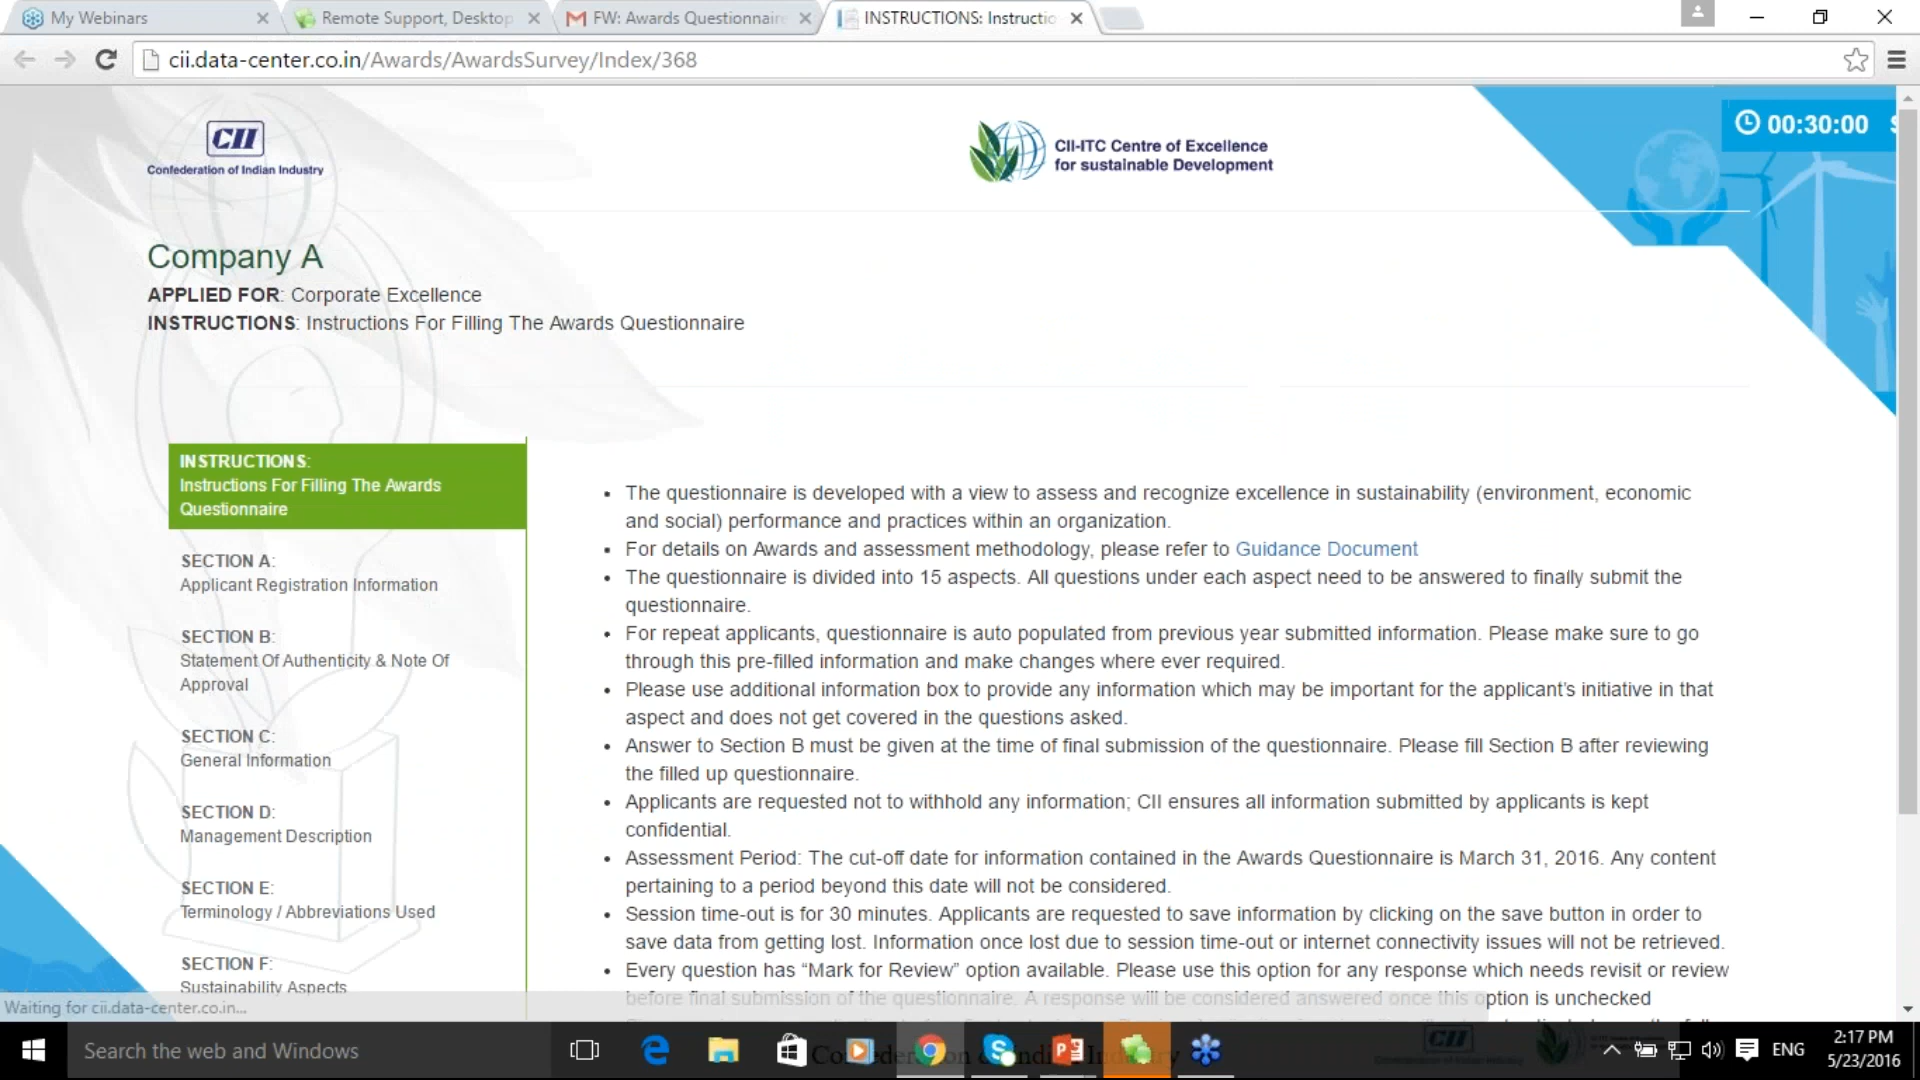 My Webinars
Remote Support, Desktop
FW: Awards Questionnaire
INSTRUCTIONS: Instructio
cii.data-center.co.in/Awards/AwardsSurvey/Index/368
CII
Confederation of Indian Industry
CII-ITC Centre of Excellence
for sustainable Development
00:30:00
Company A
APPLIED FOR: Corporate Excellence
INSTRUCTIONS: Instructions For Filling The Awards Questionnaire
INSTRUCTIONS:
Instructions For Filling The Awards
Questionnaire
SECTION A:
Applicant Registration Information
SECTION B:
Statement Of Authenticity & Note Of
Approval
SECTION C:
General Information
SECTION D:
Management Description
SECTION E:
Terminology / Abbreviations Used
SECTION F:
Sustainability Aspects
• The questionnaire is developed with a view to assess and recognize excellence in sustainability (environment, economic
and social) performance and practices within an organization.
• For details on Awards and assessment methodology, please refer to Guidance Document
• The questionnaire is divided into 15 aspects. All questions under each aspect need to be answered to finally submit the
questionnaire.
• For repeat applicants, questionnaire is auto populated from previous year submitted information. Please make sure to go
through this pre-filled information and make changes where ever required.
• Please use additional information box to provide any information which may be important for the applicant's initiative in that
aspect and does not get covered in the questions asked.
• Answer to Section B must be given at the time of final submission of the questionnaire. Please fill Section B after reviewing
the filled up questionnaire.
• Applicants are requested not to withhold any information; CII ensures all information submitted by applicants is kept
confidential.
• Assessment Period: The cut-off date for information contained in the Awards Questionnaire is March 31, 2016. Any content
pertaining to a period beyond this date will not be considered.
• Session time-out is for 30 minutes. Applicants are requested to save information by clicking on the save button in order to
save data from getting lost. Information once lost due to session time-out or internet connectivity issues will not be retrieved.
• Every question has “Mark for Review” option available. Please use this option for any response which needs revisit or review
before final submission of the questionnaire. A response will be considered answered once this option is unchecked
Waiting for cii.data-center.co.in...
Search the web and Windows
ENG
2:17 PM
5/23/2016